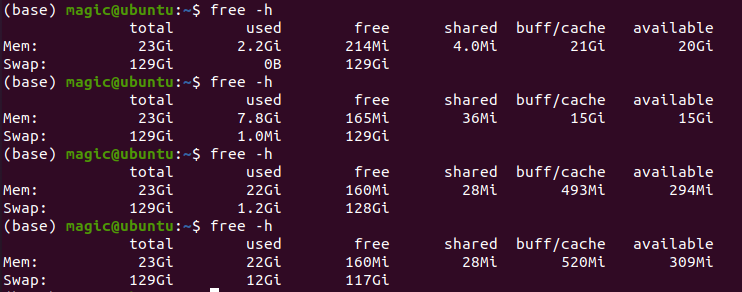 (base) magic@ubuntu:~$ free -h
              total        used        free      shared  buff/cache   available
Mem:           23Gi       2.2Gi       214Mi       4.0Mi        21Gi        20Gi
Swap:         129Gi          0B       129Gi
(base) magic@ubuntu:~$ free -h
              total        used        free      shared  buff/cache   available
Mem:           23Gi       7.8Gi       165Mi        36Mi        15Gi        15Gi
Swap:         129Gi       1.0Mi       129Gi
(base) magic@ubuntu:~$ free -h
              total        used        free      shared  buff/cache   available
Mem:           23Gi        22Gi       160Mi        28Mi       493Mi       294Mi
Swap:         129Gi       1.2Gi       128Gi
(base) magic@ubuntu:~$ free -h
              total        used        free      shared  buff/cache   available
Mem:           23Gi        22Gi       160Mi        28Mi       520Mi       309Mi
Swap:         129Gi        12Gi       117Gi